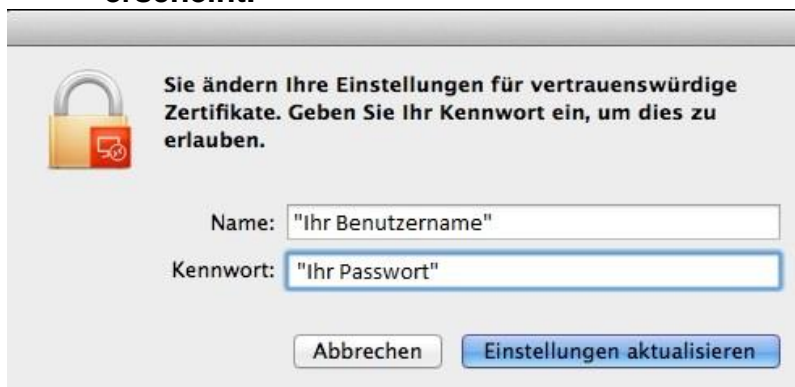 erscheint.
Sie ändern Ihre Einstellungen für vertrauenswürdige
Zertifikate. Geben Sie Ihr Kennwort ein, um dies zu
erlauben.
Name: "Ihr Benutzername"
Kennwort: "Ihr Passwort"
Abbrechen Einstellungen aktualisieren